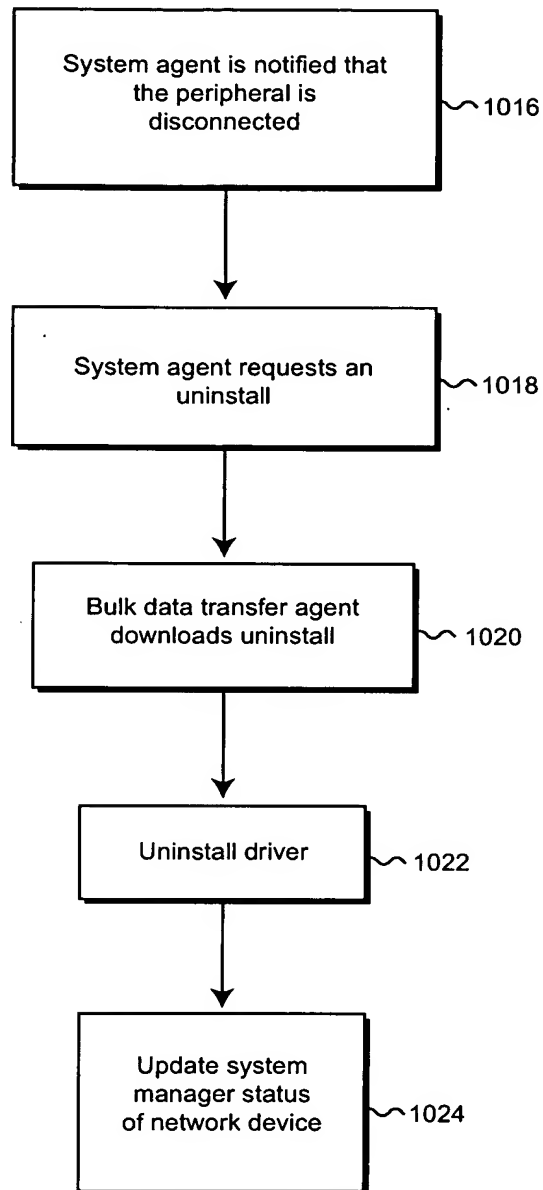 System agent is notified that
the peripheral is
disconnected
1016
System agent requests an
uninstall
1018
Bulk data transfer agent
downloads uninstall
1020
Uninstall driver
1022
Update system
manager status
of network device
1024